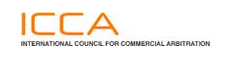 ICCA
INTERNATIONAL COUNCIL FOR COMMERCIAL ARBITRATION